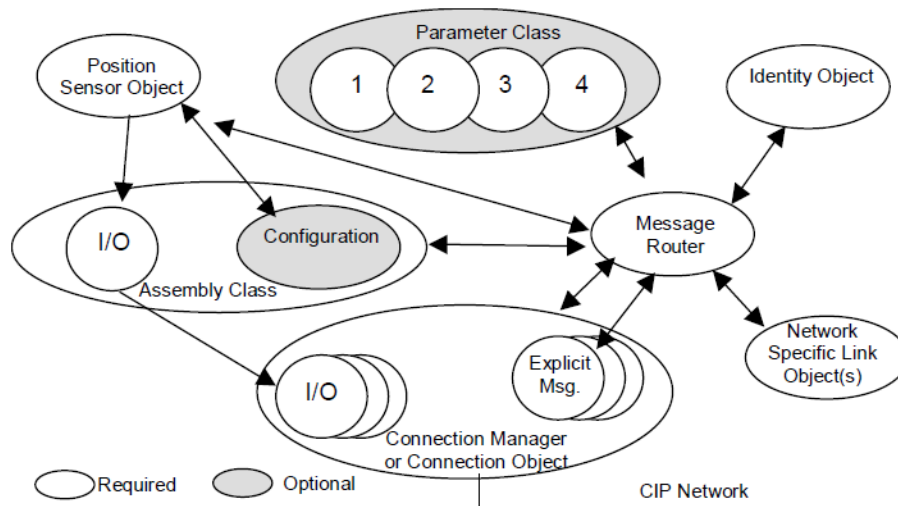 Parameter Class
1 2 3 4
Position
Sensor Object
Identity Object
I/O
Configuration
Assembly Class
Message
Router
Network
Specific Link
Object(s)
I/O
Explicit
Msg.
Connection Manager
or Connection Object
Required
Optional
CIP Network